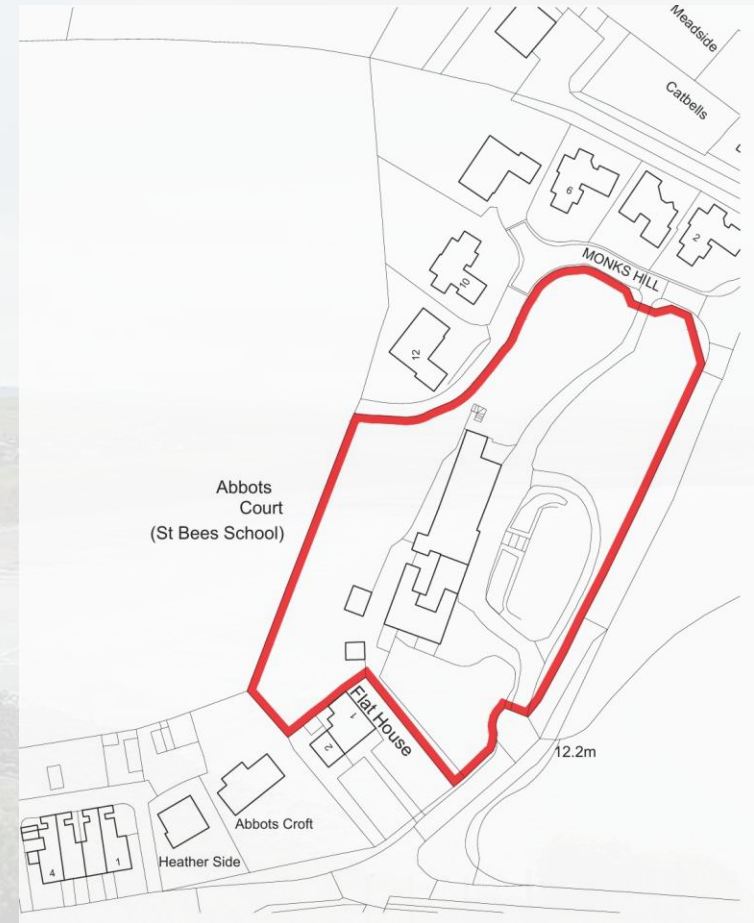 Meadside
Catbells
6
2
MONKS HILL
10
12
Abbots
Court
(St Bees School)
Flat House
1
2
12.2m
Abbots Croft
Heather Side
4
1